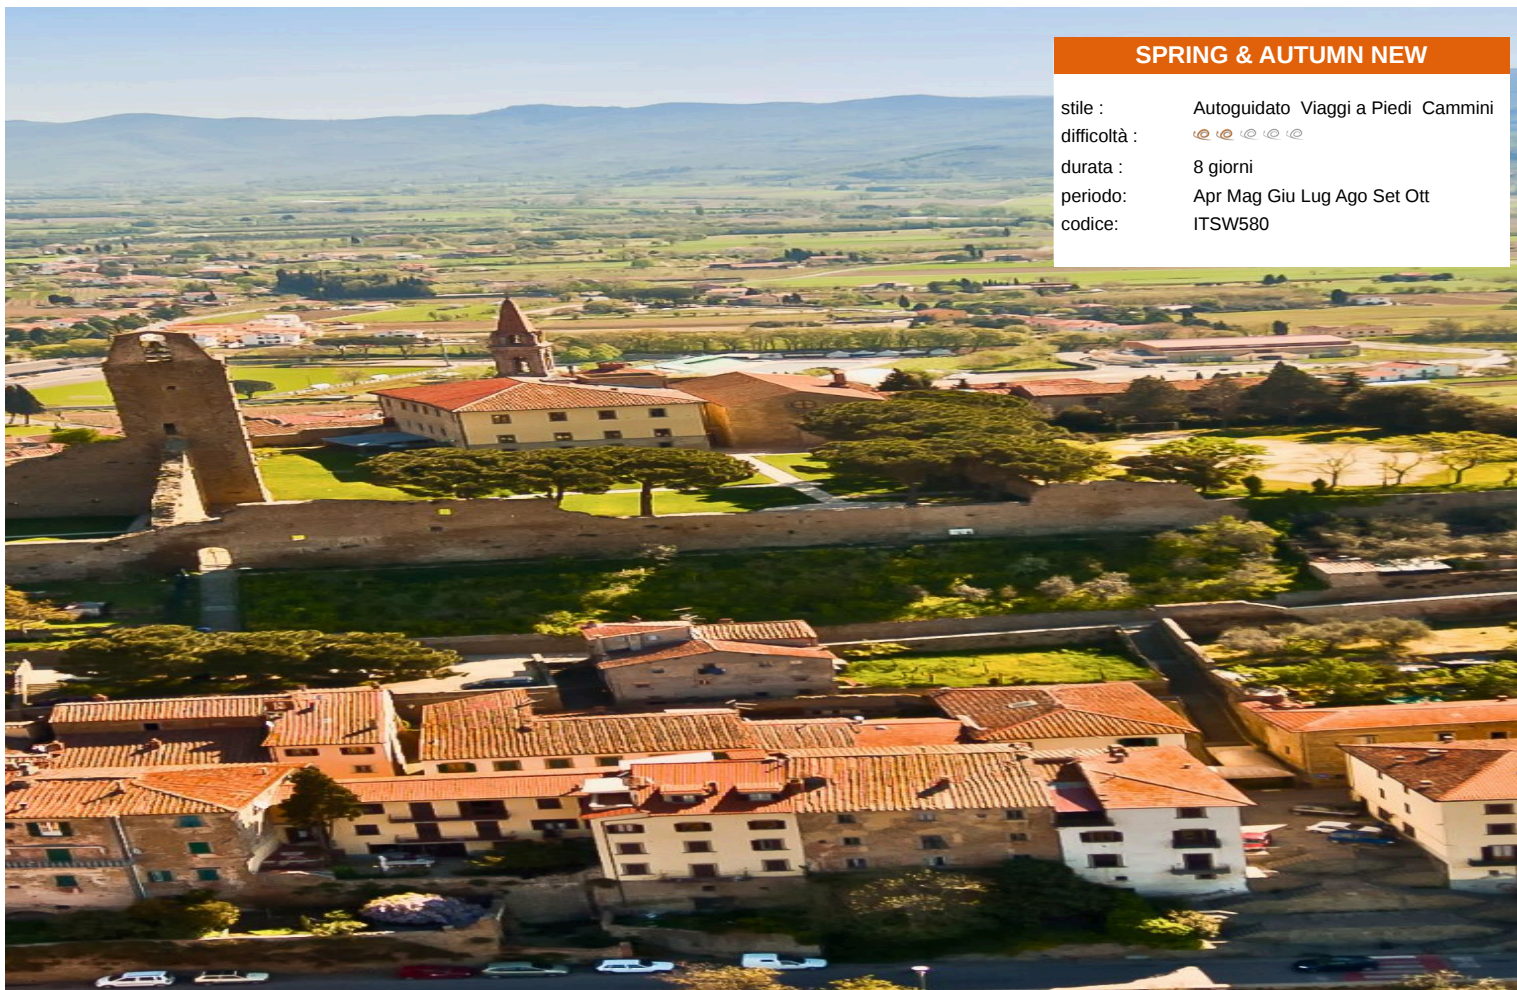 SPRING & AUTUMN NEW
stile : Autoguidato Viaggi a Piedi Cammini
difficoltà :
durata : 8 giorni
periodo: Apr Mag Giu Lug Ago Set Ott
codice: ITSW580